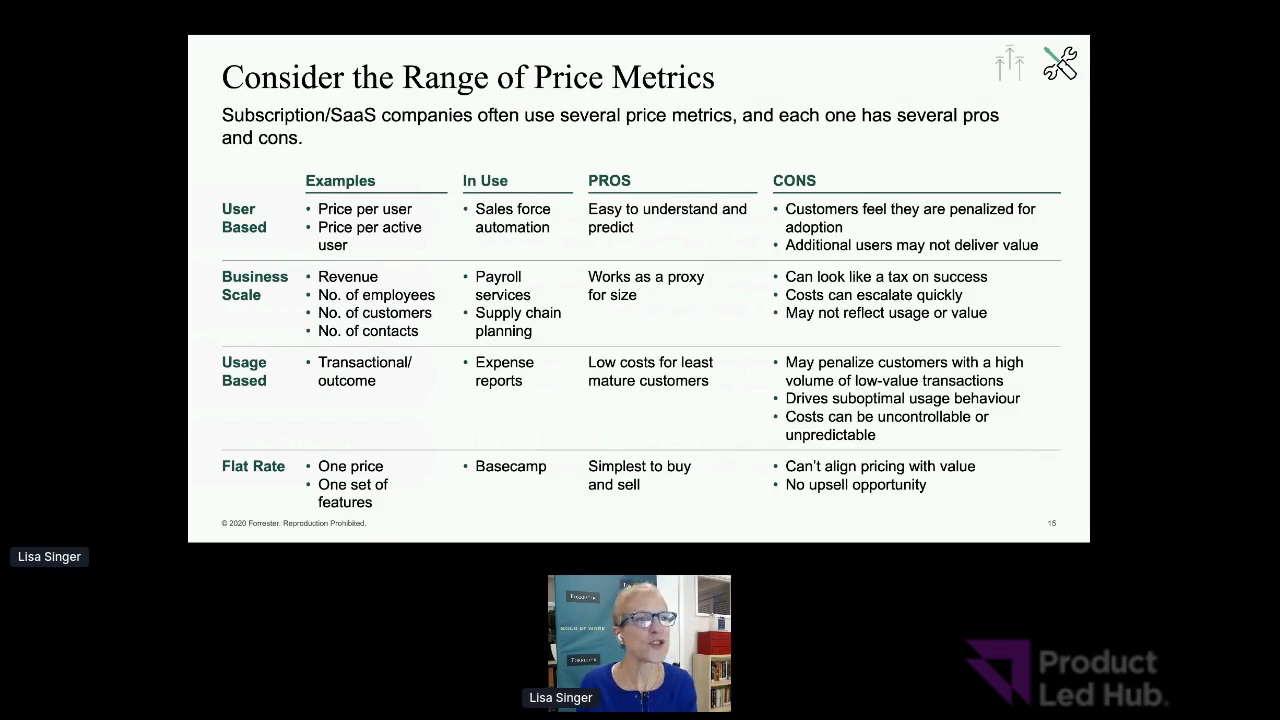 Consider the Range of Price Metrics
Subscription/SaaS companies often use several price metrics, and each one has several pros
and cons.
Examples
In Use
PROS
CONS
User
Based
• Price per user
• Price per active
user
• Sales force
automation
Easy to understand and
predict
• Customers feel they are penalized for
adoption
• Additional users may not deliver value
Business
Scale
• Revenue
• No. of employees
• No. of customers
• No. of contacts
• Payroll
services
• Supply chain
planning
Works as a proxy
for size
• Can look like a tax on success
• Costs can escalate quickly
• May not reflect usage or value
Usage
Based
• Transactional/
outcome
• Expense
reports
Low costs for least
mature customers
• May penalize customers with a high
volume of low-value transactions
• Drives suboptimal usage behaviour
• Costs can be uncontrollable or
unpredictable
Flat Rate
• One price
• One set of
features
• Basecamp
Simplest to buy
and sell
• Can't align pricing with value
• No upsell opportunity
© 2020 Forrester. Reproduction Prohibited.
15
Lisa Singer
FORRESTER
BOLD AT WORK
FORRESTER
Lisa Singer
Product
Led Hub.